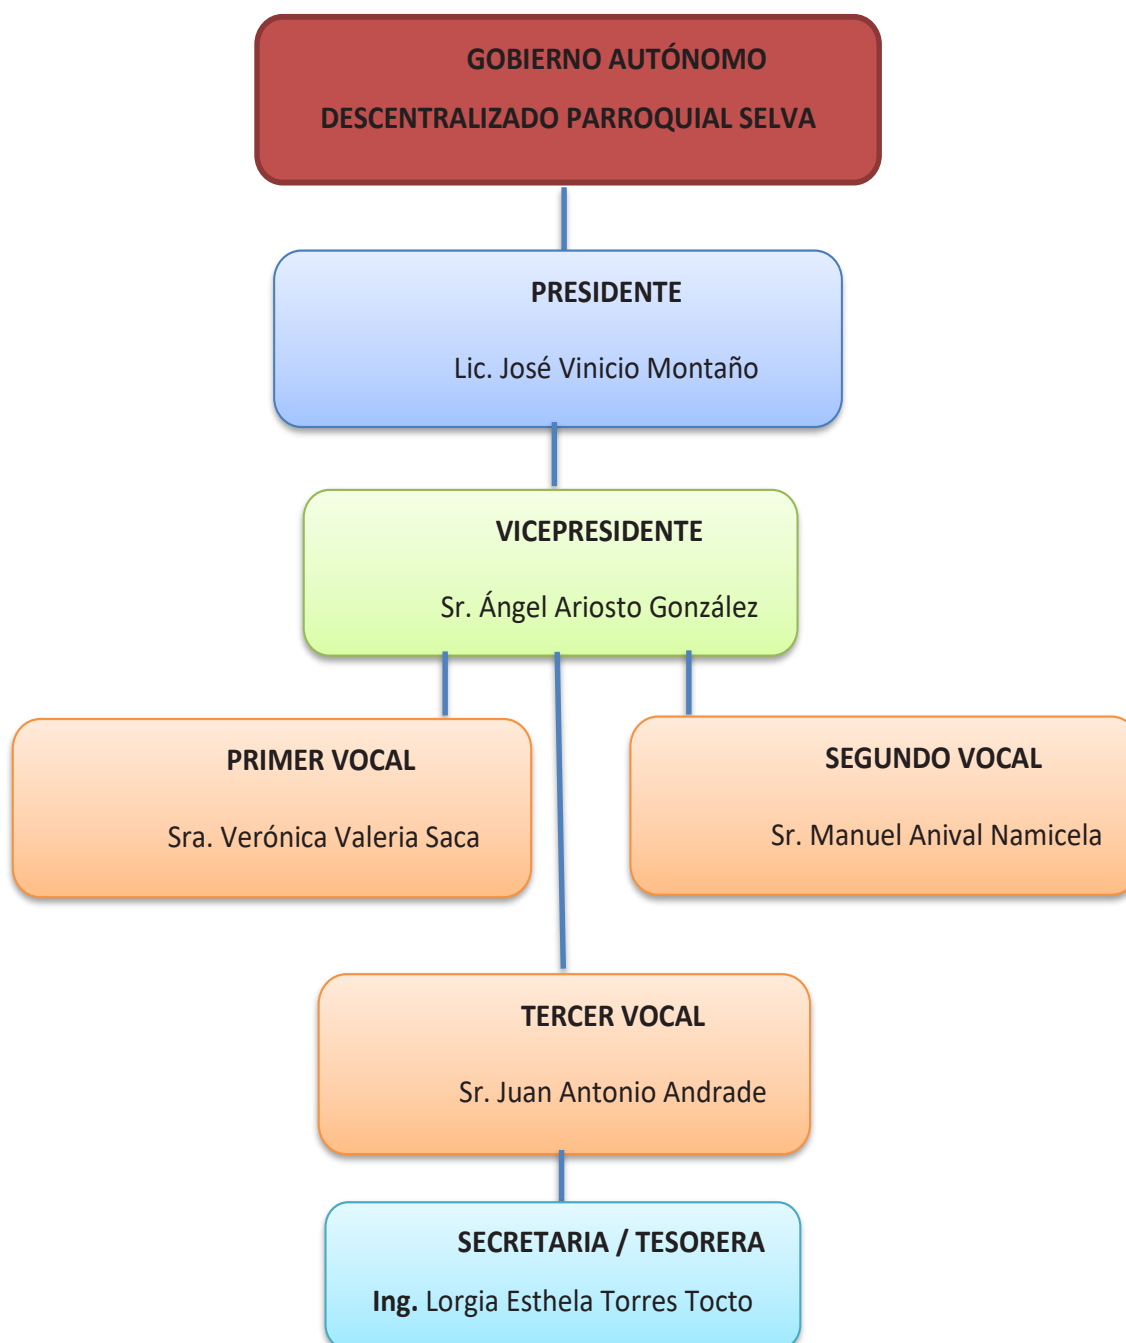 GOBIERNO AUTÓNOMO
DESCENTRALIZADO PARROQUIAL SELVA
PRESIDENTE
Lic. José Vinicio Montaño
VICEPRESIDENTE
Sr. Ángel Ariosto González
PRIMER VOCAL
Sra. Verónica Valeria Saca
SEGUNDO VOCAL
Sr. Manuel Anival Namicela
TERCER VOCAL
Sr. Juan Antonio Andrade
SECRETARIA / TESORERA
Ing. Lorgia Esthela Torres Tocto